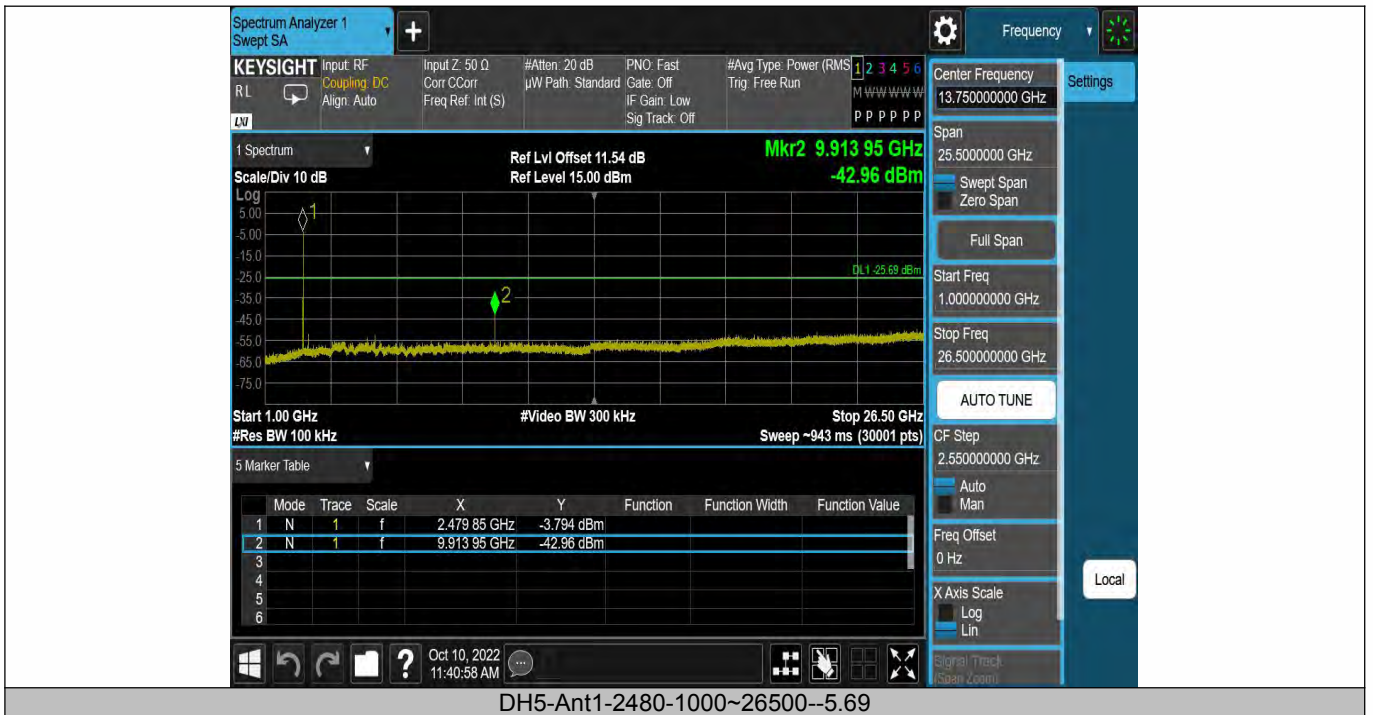 Spectrum Analyzer 1
Swept SA
+
Frequency
KEYSIGHT
RL
LXI
Input: RF
Coupling: DC
Align: Auto
Input Z: 50 Ω
Corr CCorr
Freq Ref: Int (S)
#Atten: 20 dB
µW Path: Standard
PNO: Fast
Gate: Off
IF Gain: Low
Sig Track: Off
#Avg Type: Power (RMS
Trig: Free Run
1 2 3 4 5 6
M W W W W W
P P P P P P
1 Spectrum
Scale/Div 10 dB
Ref Lvl Offset 11.54 dB
Ref Level 15.00 dBm
Mkr2 9.913 95 GHz
-42.96 dBm
Log
5.00
-5.00
-15.0
-25.0
-35.0
-45.0
-55.0
-65.0
-75.0
1
2
DL1 -25.69 dBm
Start 1.00 GHz
#Video BW 300 kHz
Stop 26.50 GHz
#Res BW 100 kHz
Sweep ~943 ms (30001 pts)
5 Marker Table
Mode Trace Scale X Y Function Function Width Function Value
1 N 1 f 2.479 85 GHz -3.794 dBm
2 N 1 f 9.913 95 GHz -42.96 dBm
3
4
5
6
Oct 10, 2022
11:40:58 AM
?
Center Frequency
13.750000000 GHz
Settings
Span
25.5000000 GHz
Swept Span
Zero Span
Full Span
Start Freq
1.000000000 GHz
Stop Freq
26.500000000 GHz
AUTO TUNE
CF Step
2.550000000 GHz
Auto
Man
Freq Offset
0 Hz
X Axis Scale
Log
Lin
Signal Track
(Span Zoom)
Local
DH5-Ant1-2480-1000~26500--5.69